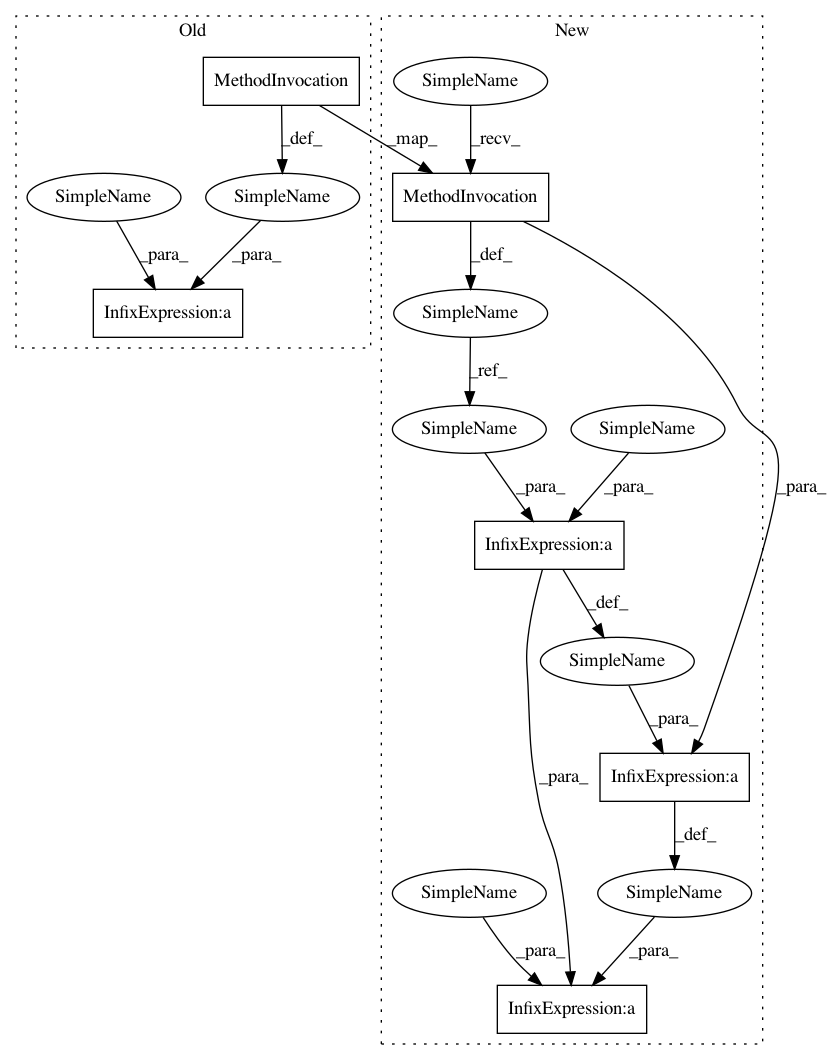 Old
New
MethodInvocation
SimpleName
_def_
_map_
_recv_
SimpleName
SimpleName
MethodInvocation
_para_
_para_
_def_
InfixExpression:a
SimpleName
_ref_
SimpleName
SimpleName
_para_
_para_
_para_
InfixExpression:a
_def_
SimpleName
_para_
_para_
InfixExpression:a
_def_
SimpleName
SimpleName
_para_
_para_
InfixExpression:a